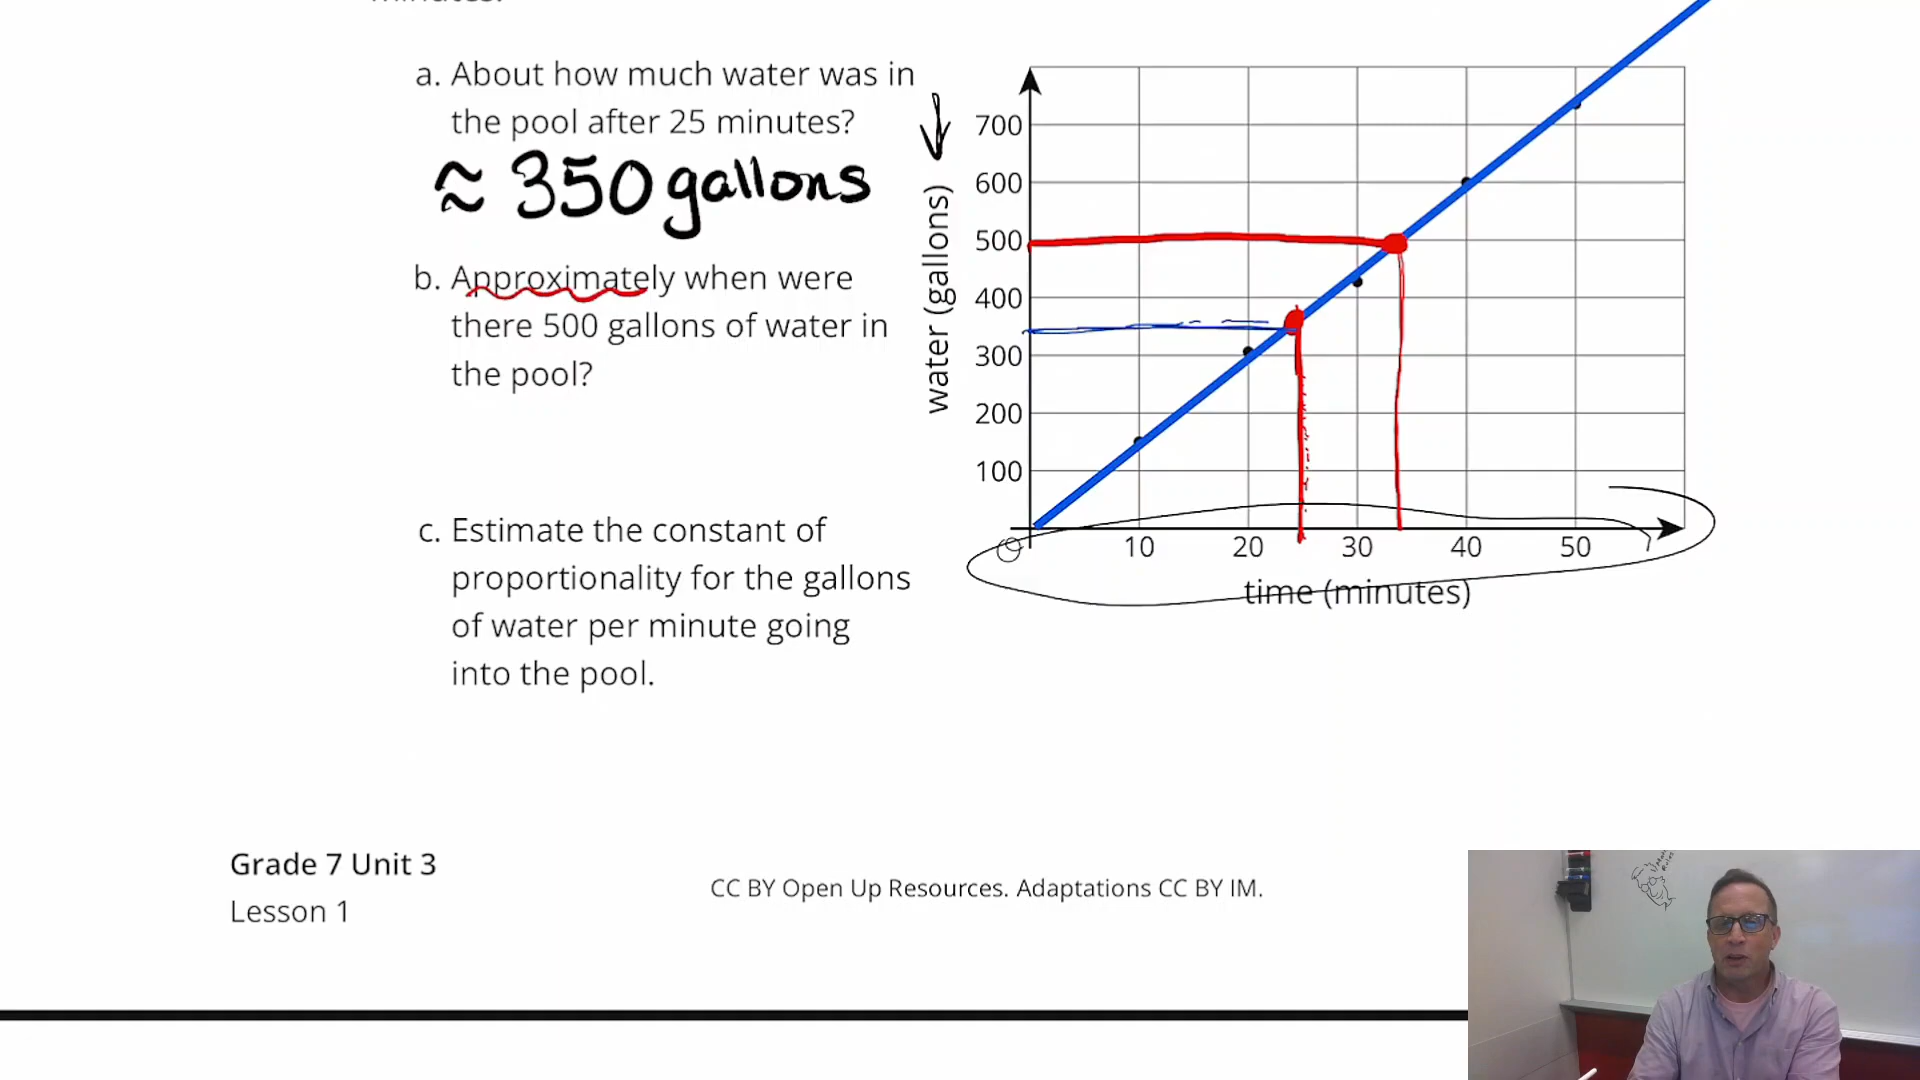 a. About how much water was in
the pool after 25 minutes?
≈ 350 gallons
b. Approximately when were
there 500 gallons of water in
the pool?
c. Estimate the constant of
proportionality for the gallons
of water per minute going
into the pool.
water (gallons)
700
600
500
400
300
200
100
10 20 30 40 50
time (minutes)
Grade 7 Unit 3
Lesson 1
CC BY Open Up Resources. Adaptations CC BY IM.